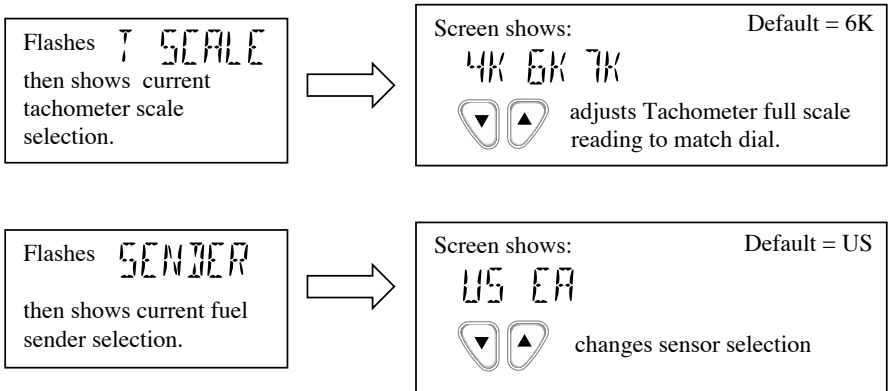 Flashes T SCALE
then shows current
tachometer scale
selection.
Screen shows: Default = 6K
4K 6K 7K
adjusts Tachometer full scale
reading to match dial.
Flashes SENDER
then shows current fuel
sender selection.
Screen shows: Default = US
US EA
changes sensor selection